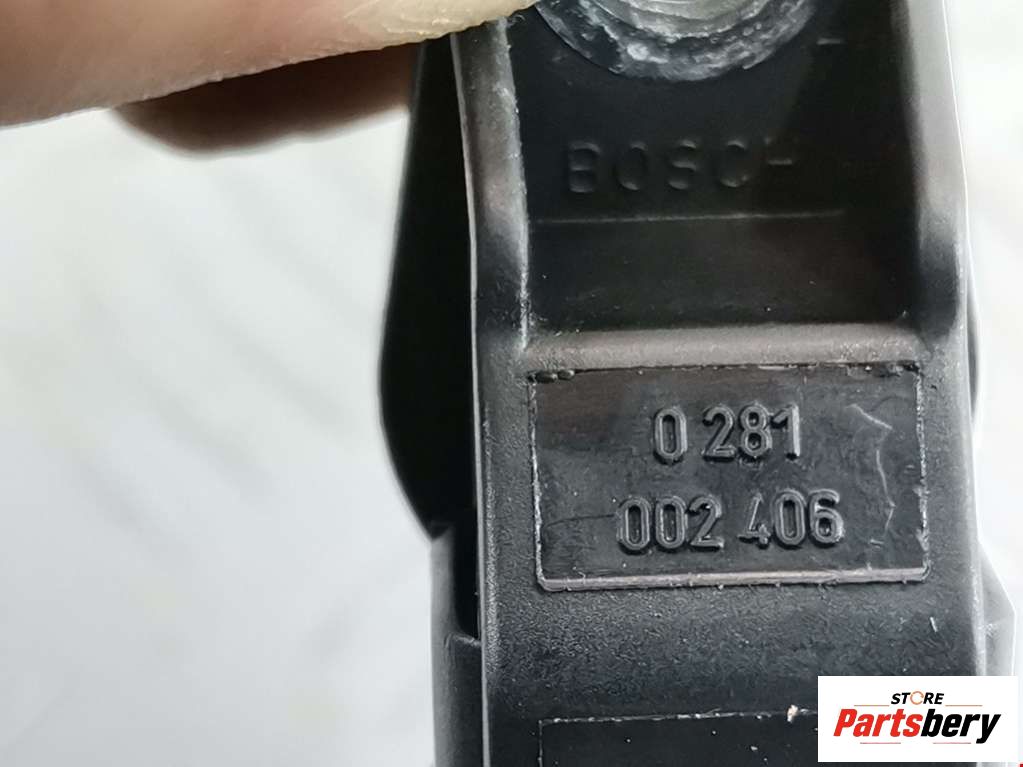 BOSCH
0 281
002 406
STORE
Partsbery